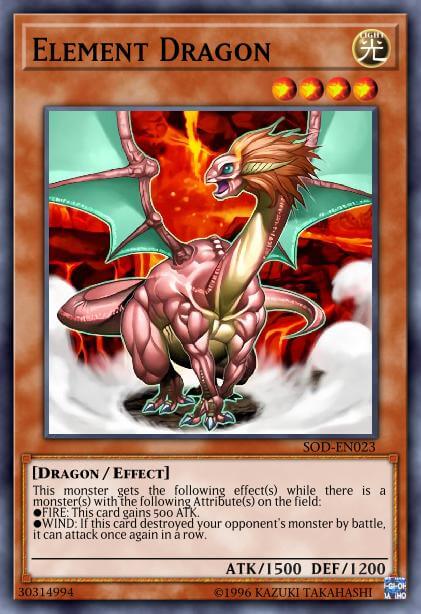 ELEMENT DRAGON
LIGHT
光
SOD-EN023
[DRAGON / EFFECT]
This monster gets the following effect(s) while there is a
monster(s) with the following Attribute(s) on the field:
●FIRE: This card gains 500 ATK.
●WIND: If this card destroyed your opponent's monster by battle,
it can attack once again in a row.
ATK/1500 DEF/1200
30314994
©1996 KAZUKI TAKAHASHI